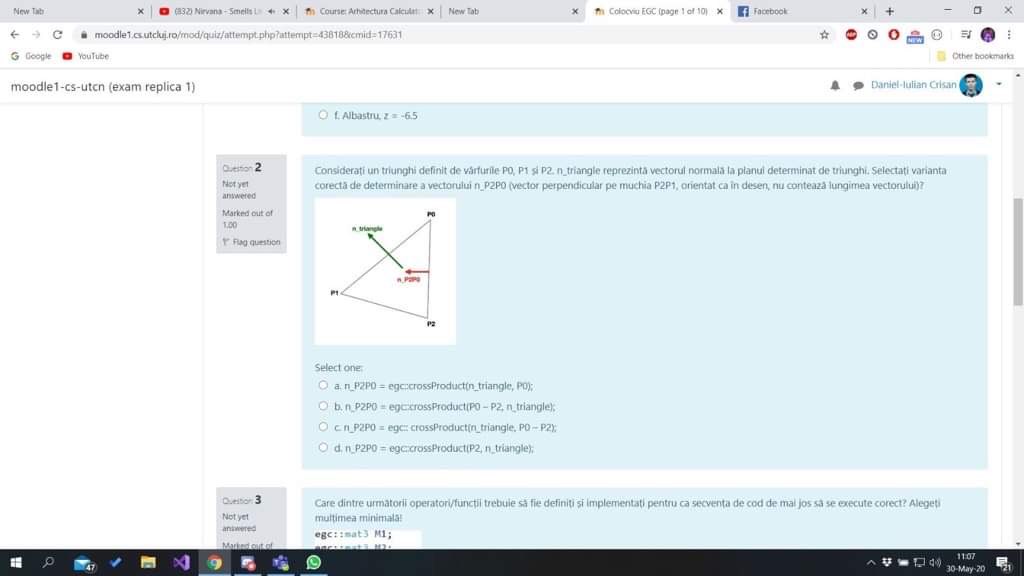 New Tab
(832) Nirvana - Smells Li
Course: Arhitectura Calculat
New Tab
Colocviu EGC (page 1 of 10)
Facebook
moodle1.cs.utcluj.ro/mod/quiz/attempt.php?attempt=43818&cmid=17631
ABP
NEW
Google
YouTube
Other bookmarks
moodle1-cs-utcn (exam replica 1)
Daniel-Iulian Crisan
f. Albastru, z = -6.5
Question 2
Not yet
answered
Marked out of
1.00
Flag question
Considerați un triunghi definit de vârfurile P0, P1 și P2. n_triangle reprezintă vectorul normală la planul determinat de triunghi. Selectați varianta
corectă de determinare a vectorului n_P2P0 (vector perpendicular pe muchia P2P1, orientat ca în desen, nu contează lungimea vectorului)?
P0
n_triangle
n_P2P0
P1
P2
Select one:
a. n_P2P0 = egc::crossProduct(n_triangle, P0);
b. n_P2P0 = egc::crossProduct(P0 – P2, n_triangle);
c. n_P2P0 = egc:: crossProduct(n_triangle, P0 – P2);
d. n_P2P0 = egc::crossProduct(P2, n_triangle);
Question 3
Not yet
answered
Marked out of
Care dintre următorii operatori/funcții trebuie să fie definiți și implementați pentru ca secvența de cod de mai jos să se execute corect? Alegeți
mulțimea minimală!
egc::mat3 M1;
egc::mat3 M2;
47
11:07
30-May-20
21